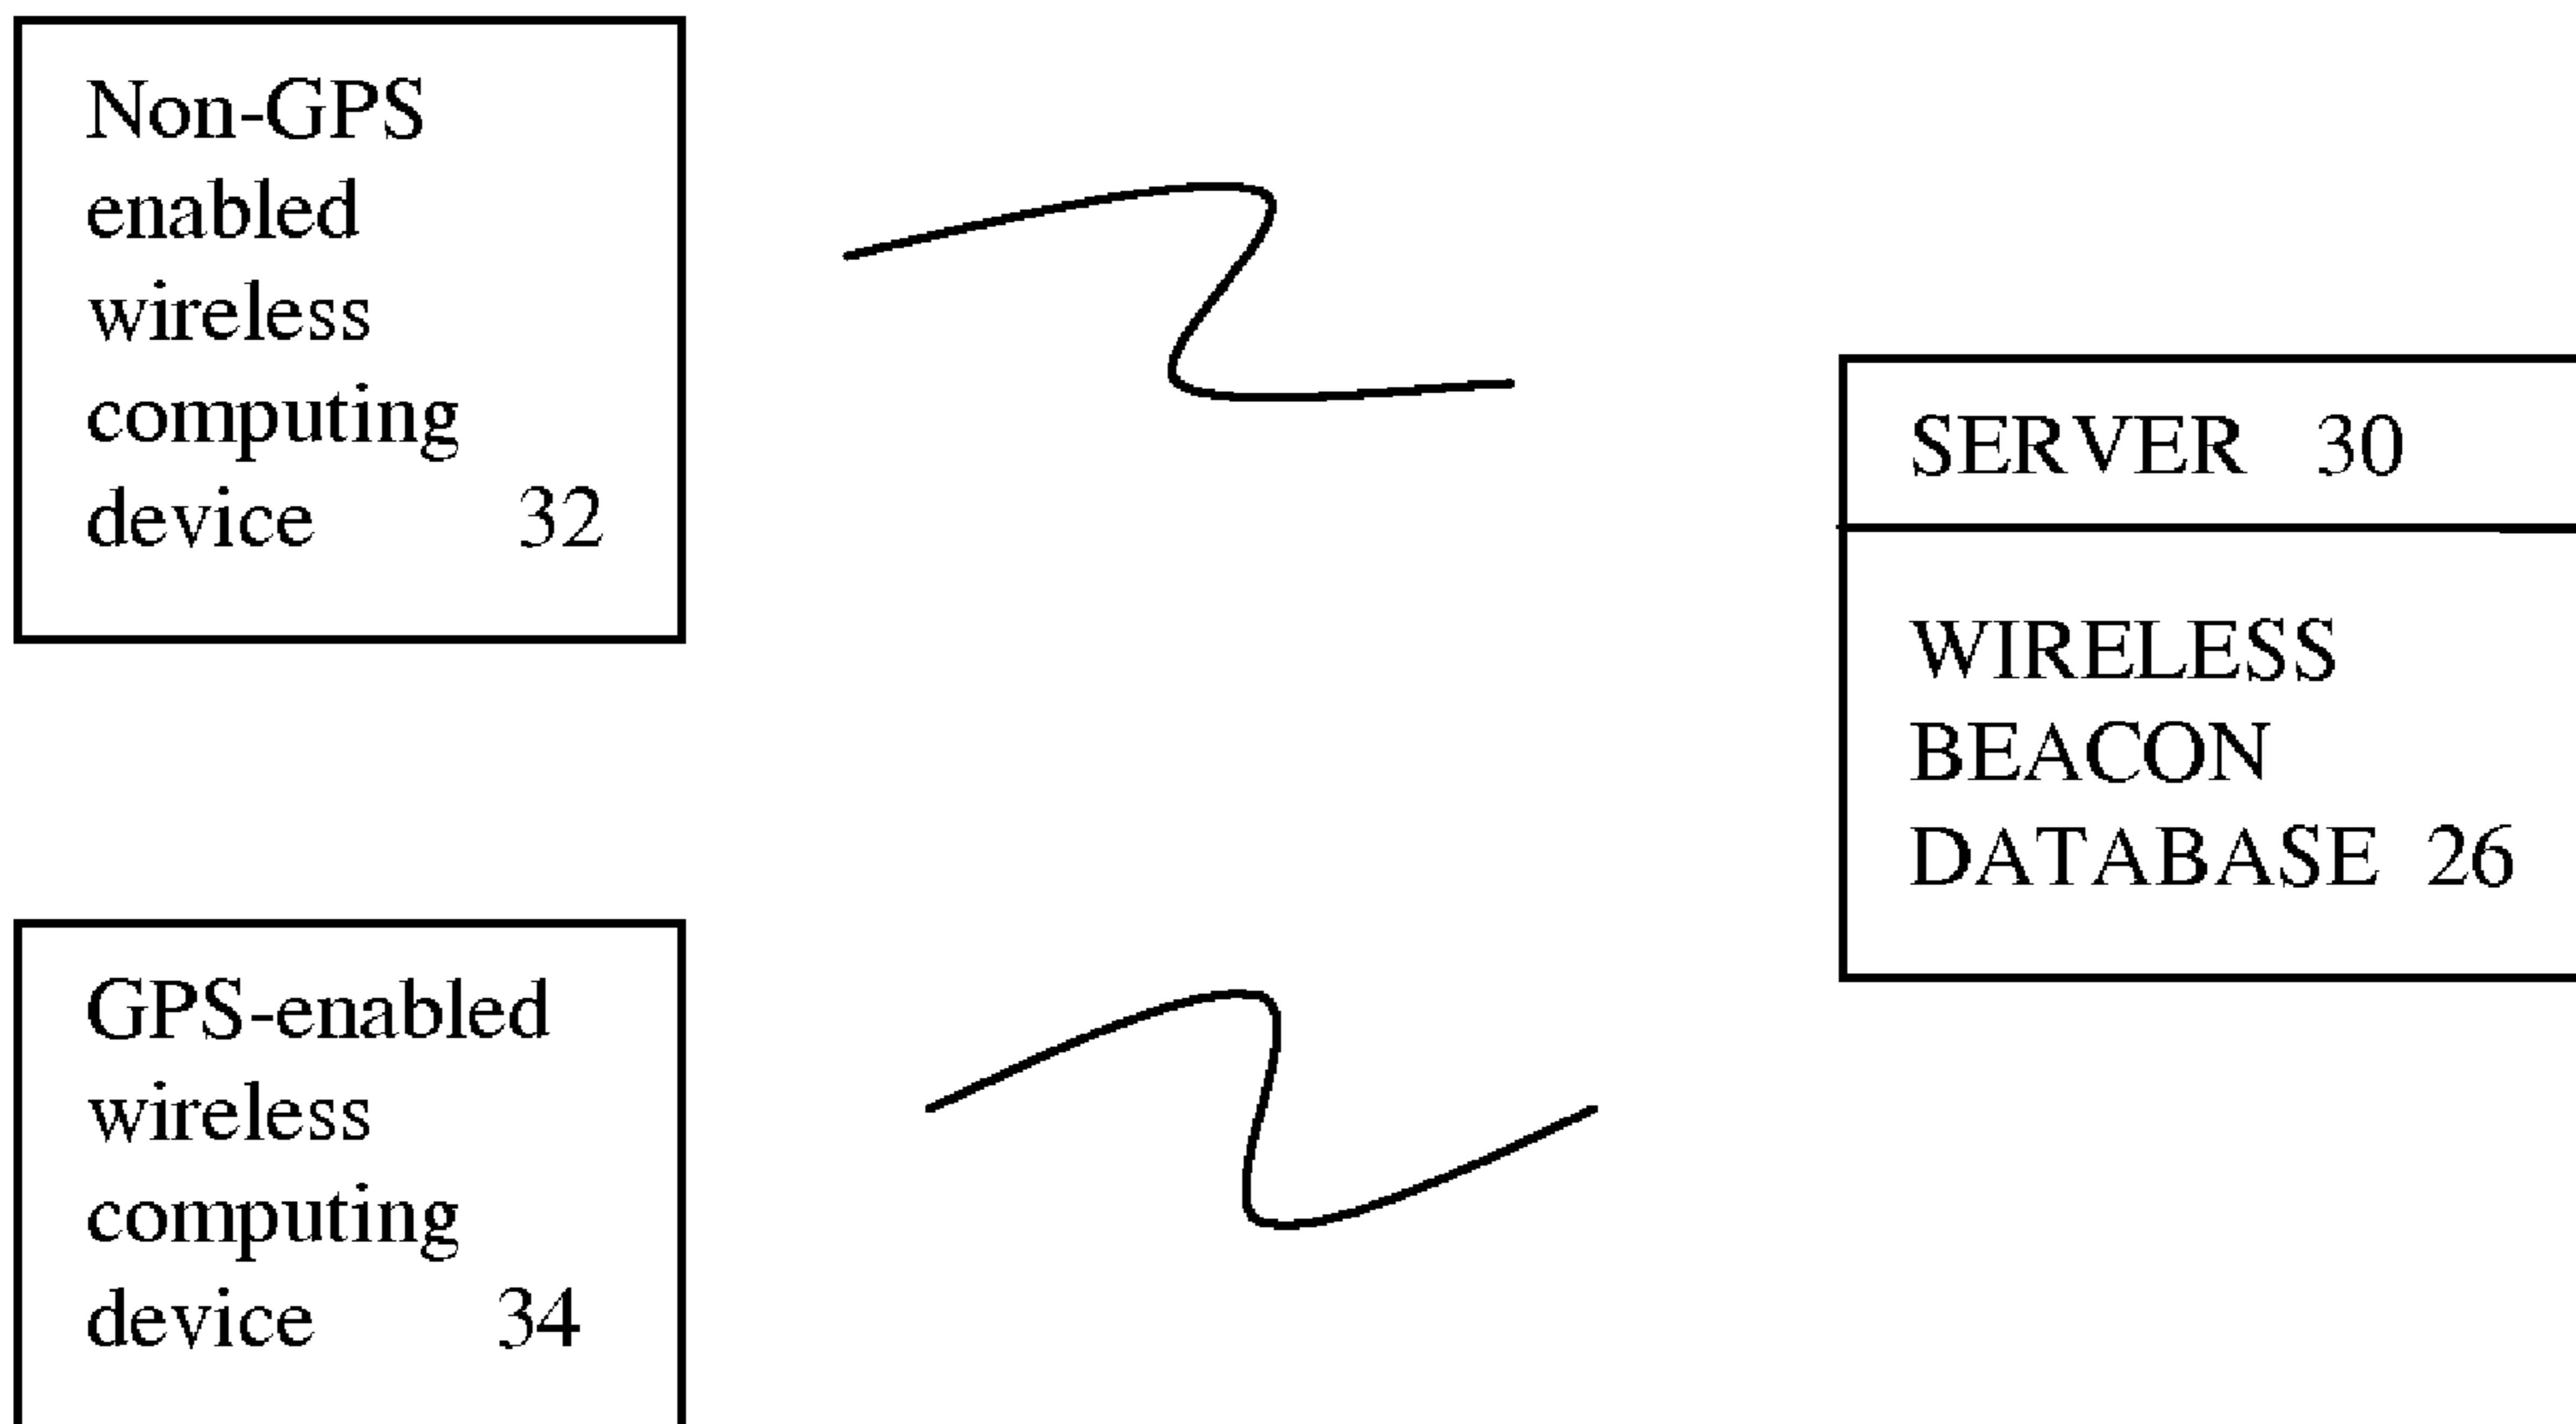 Non-GPS
enabled
wireless
computing
device 32
SERVER 30
WIRELESS
BEACON
DATABASE 26
GPS-enabled
wireless
computing
device 34